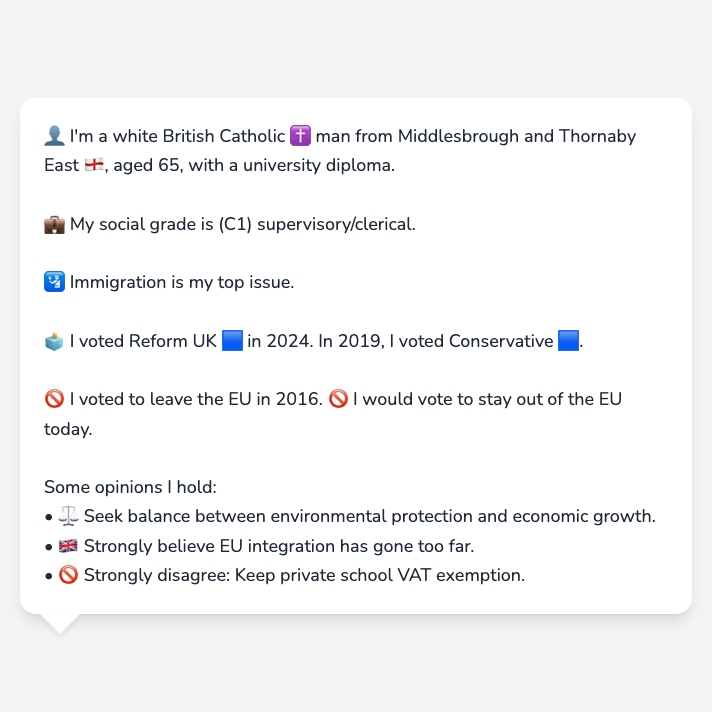 👤 I'm a white British Catholic ✝️ man from Middlesbrough and Thornaby
East 🏴󠁧󠁢󠁥󠁮󠁧󠁿, aged 65, with a university diploma.
💼 My social grade is (C1) supervisory/clerical.
🛂 Immigration is my top issue.
🗳️ I voted Reform UK 🟦 in 2024. In 2019, I voted Conservative 🟦.
🚫 I voted to leave the EU in 2016. 🚫 I would vote to stay out of the EU
today.
Some opinions I hold:
• ⚖️ Seek balance between environmental protection and economic growth.
• 🇬🇧 Strongly believe EU integration has gone too far.
• 🚫 Strongly disagree: Keep private school VAT exemption.